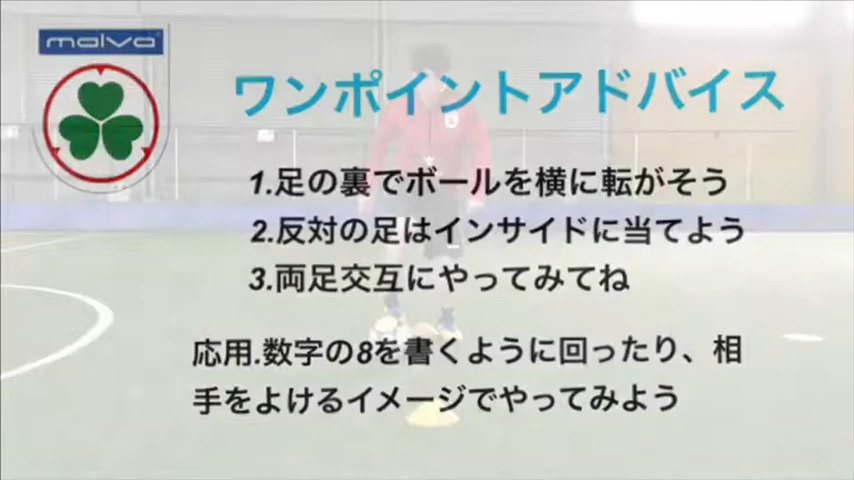 malva
ワンポイントアドバイス
1.足の裏でボールを横に転がそう
2.反対の足はインサイドに当てよう
3.両足交互にやってみてね
応用.数字の8を書くように回ったり、相
手をよけるイメージでやってみよう